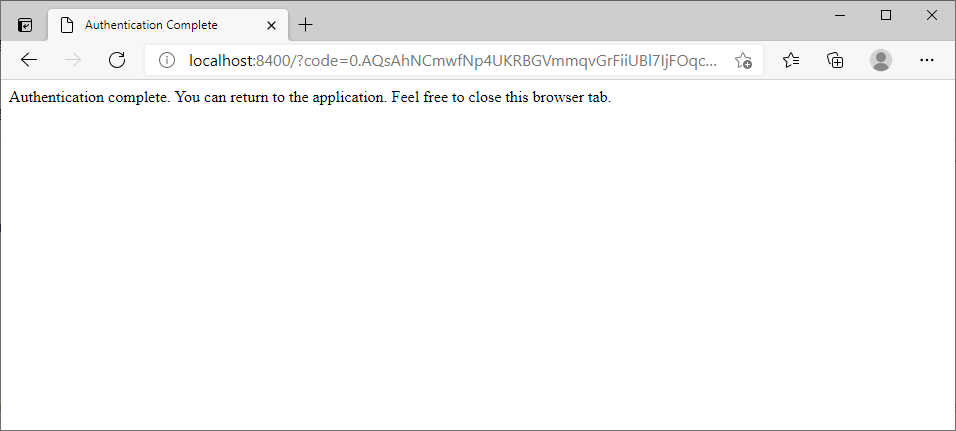 Authentication Complete
localhost:8400/?code=0.AQsAhNCmwfNp4UKRBGVmmqvGrFiiUBl7IjFOqc...
Authentication complete. You can return to the application. Feel free to close this browser tab.